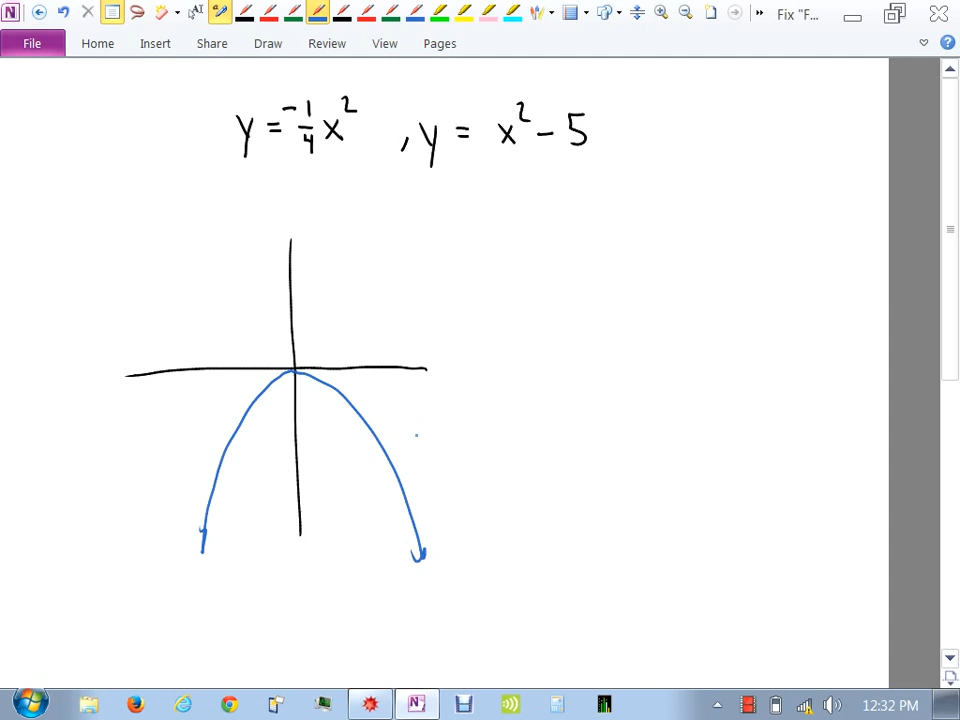 Fix "F...
File Home Insert Share Draw Review View Pages
y = -1/4 x² , y = x² - 5
12:32 PM